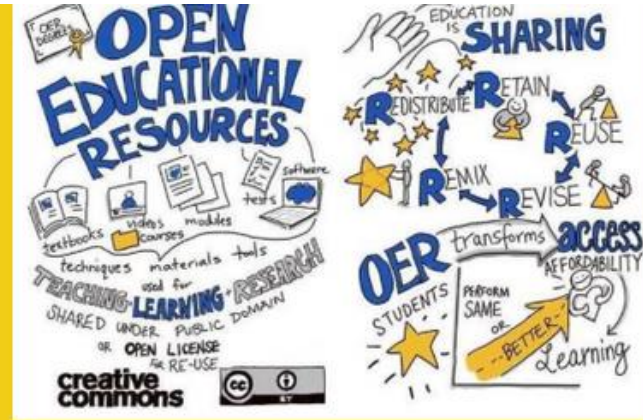 OER
DEGREES
OPEN
EDUCATIONAL
RESOURCES
textbooks
videos
courses
modules
tests
software
techniques materials tools
used for
TEACHING · LEARNING · RESEARCH
SHARED UNDER PUBLIC DOMAIN
OR OPEN LICENSE
FOR RE-USE
creative
commons
cc
BY
EDUCATION
IS SHARING
REDISTRIBUTE
RETAIN
REUSE
REVISE
REMIX
OER transforms access
AFFORDABILITY
STUDENTS
PERFORM
SAME
OR
BETTER
Learning